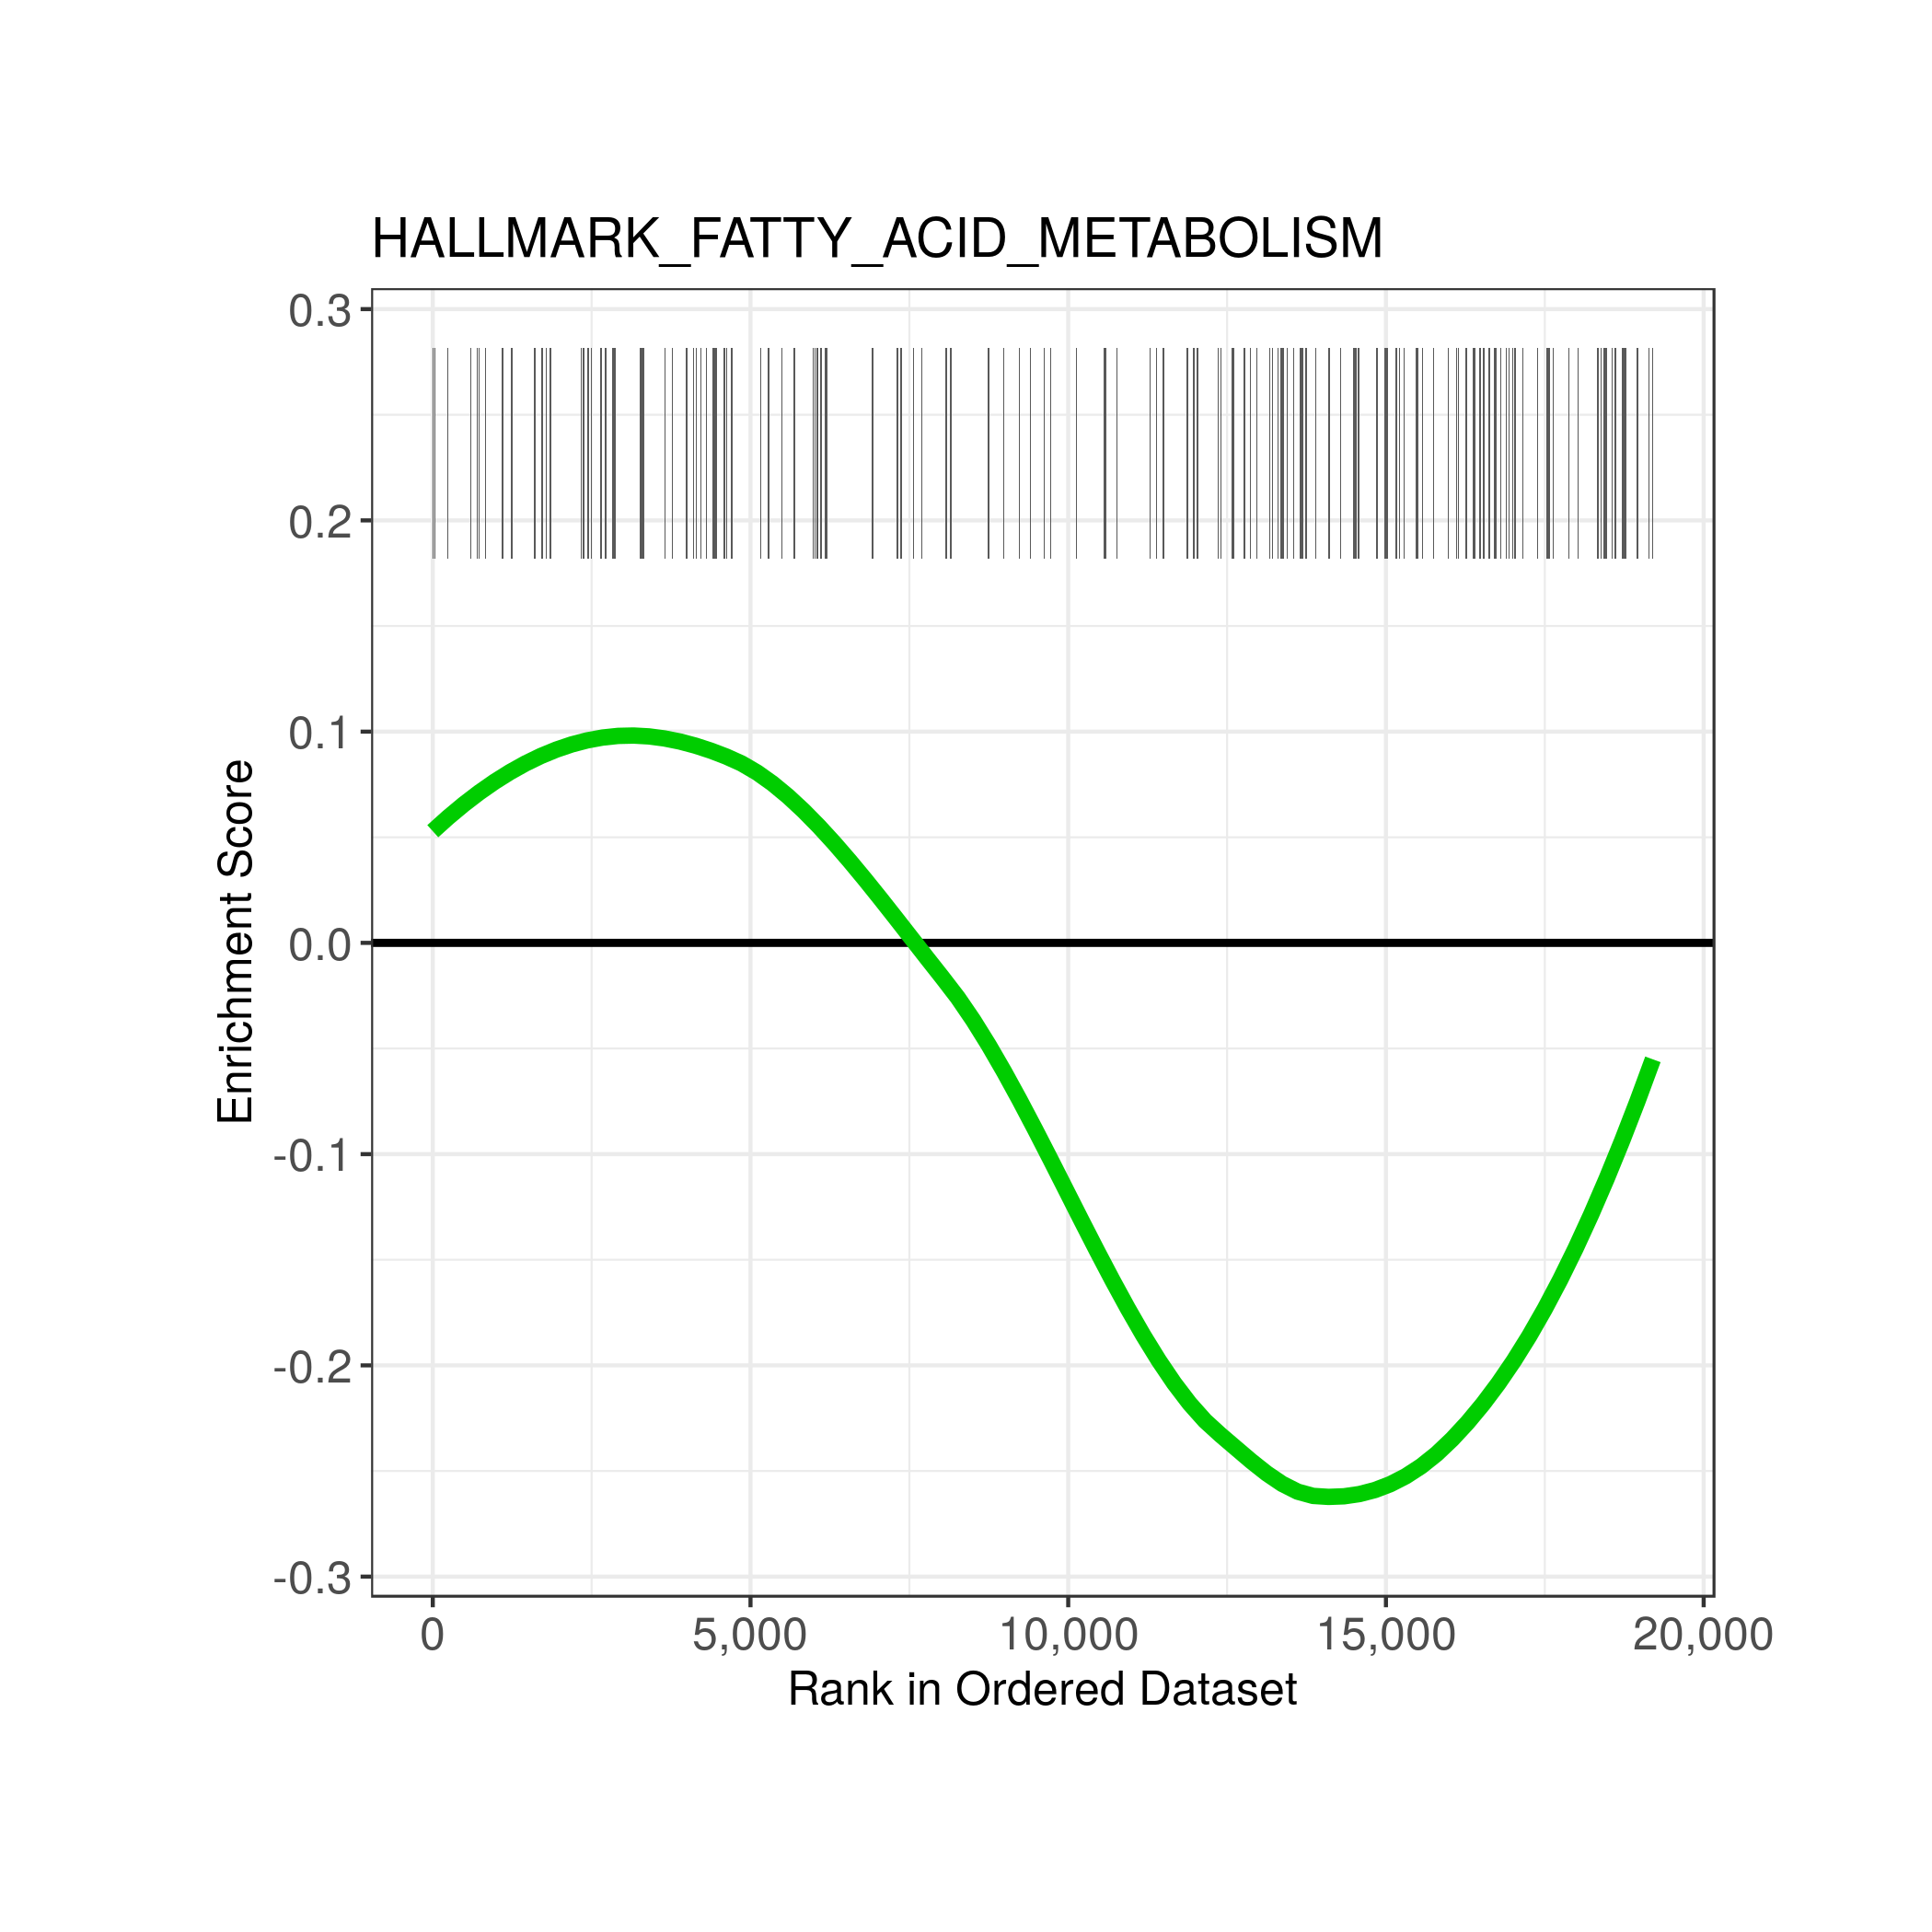 HALLMARK_FATTY_ACID_METABOLISM
0.3
0.2
0.1
0.0
-0.1
-0.2
-0.3
Enrichment Score
0 5,000 10,000 15,000 20,000
Rank in Ordered Dataset